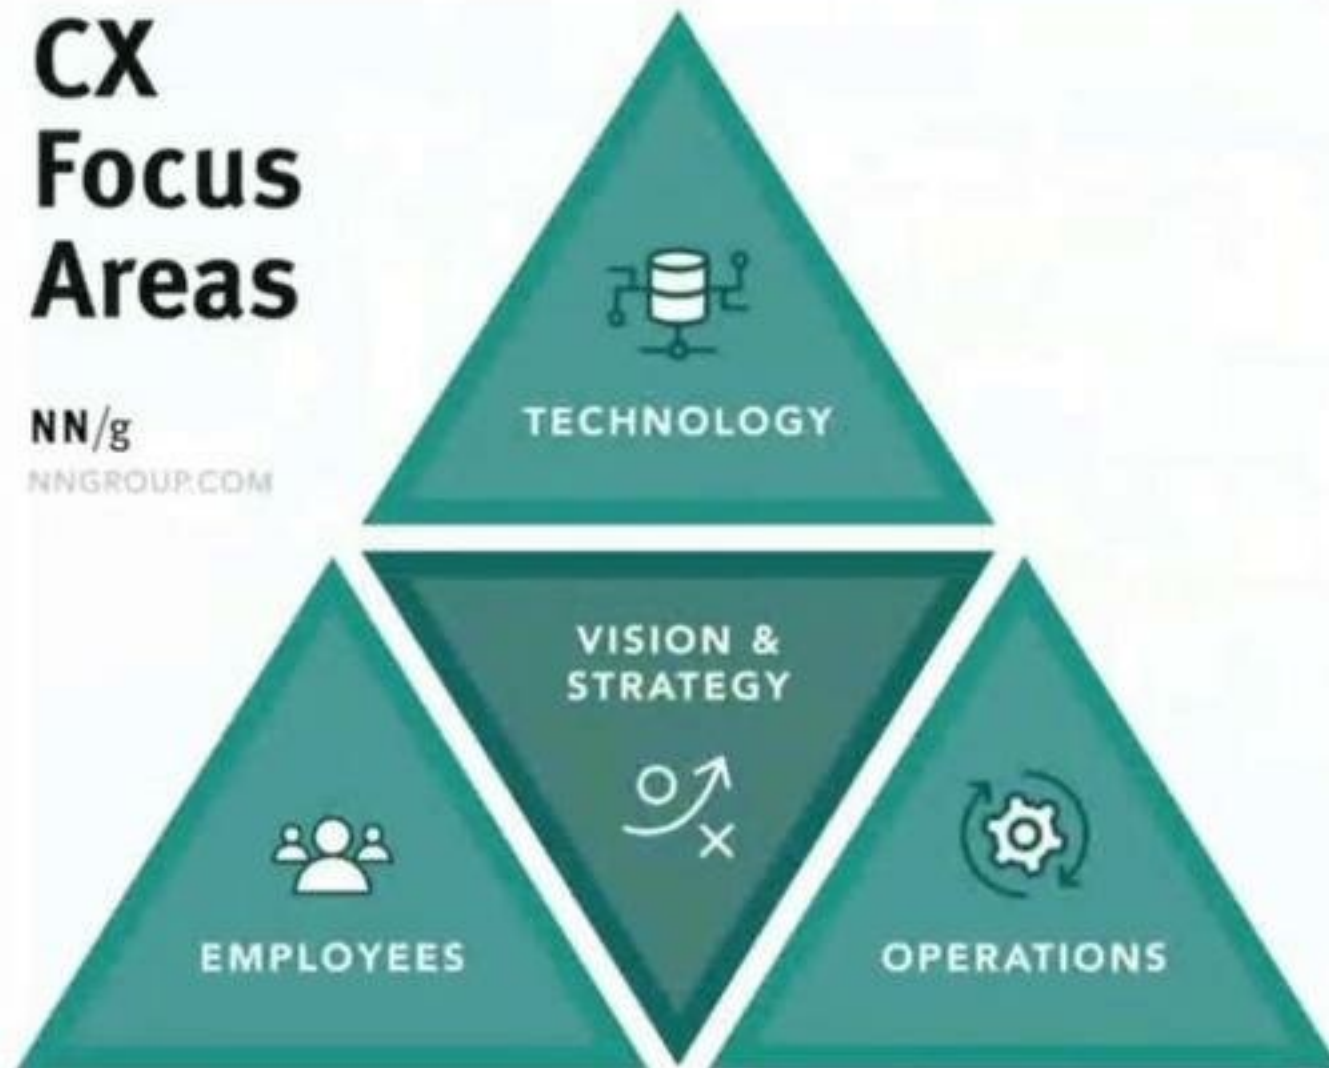 CX
Focus
Areas
NN/g
NNGROUP.COM
TECHNOLOGY
VISION &
STRATEGY
EMPLOYEES
OPERATIONS